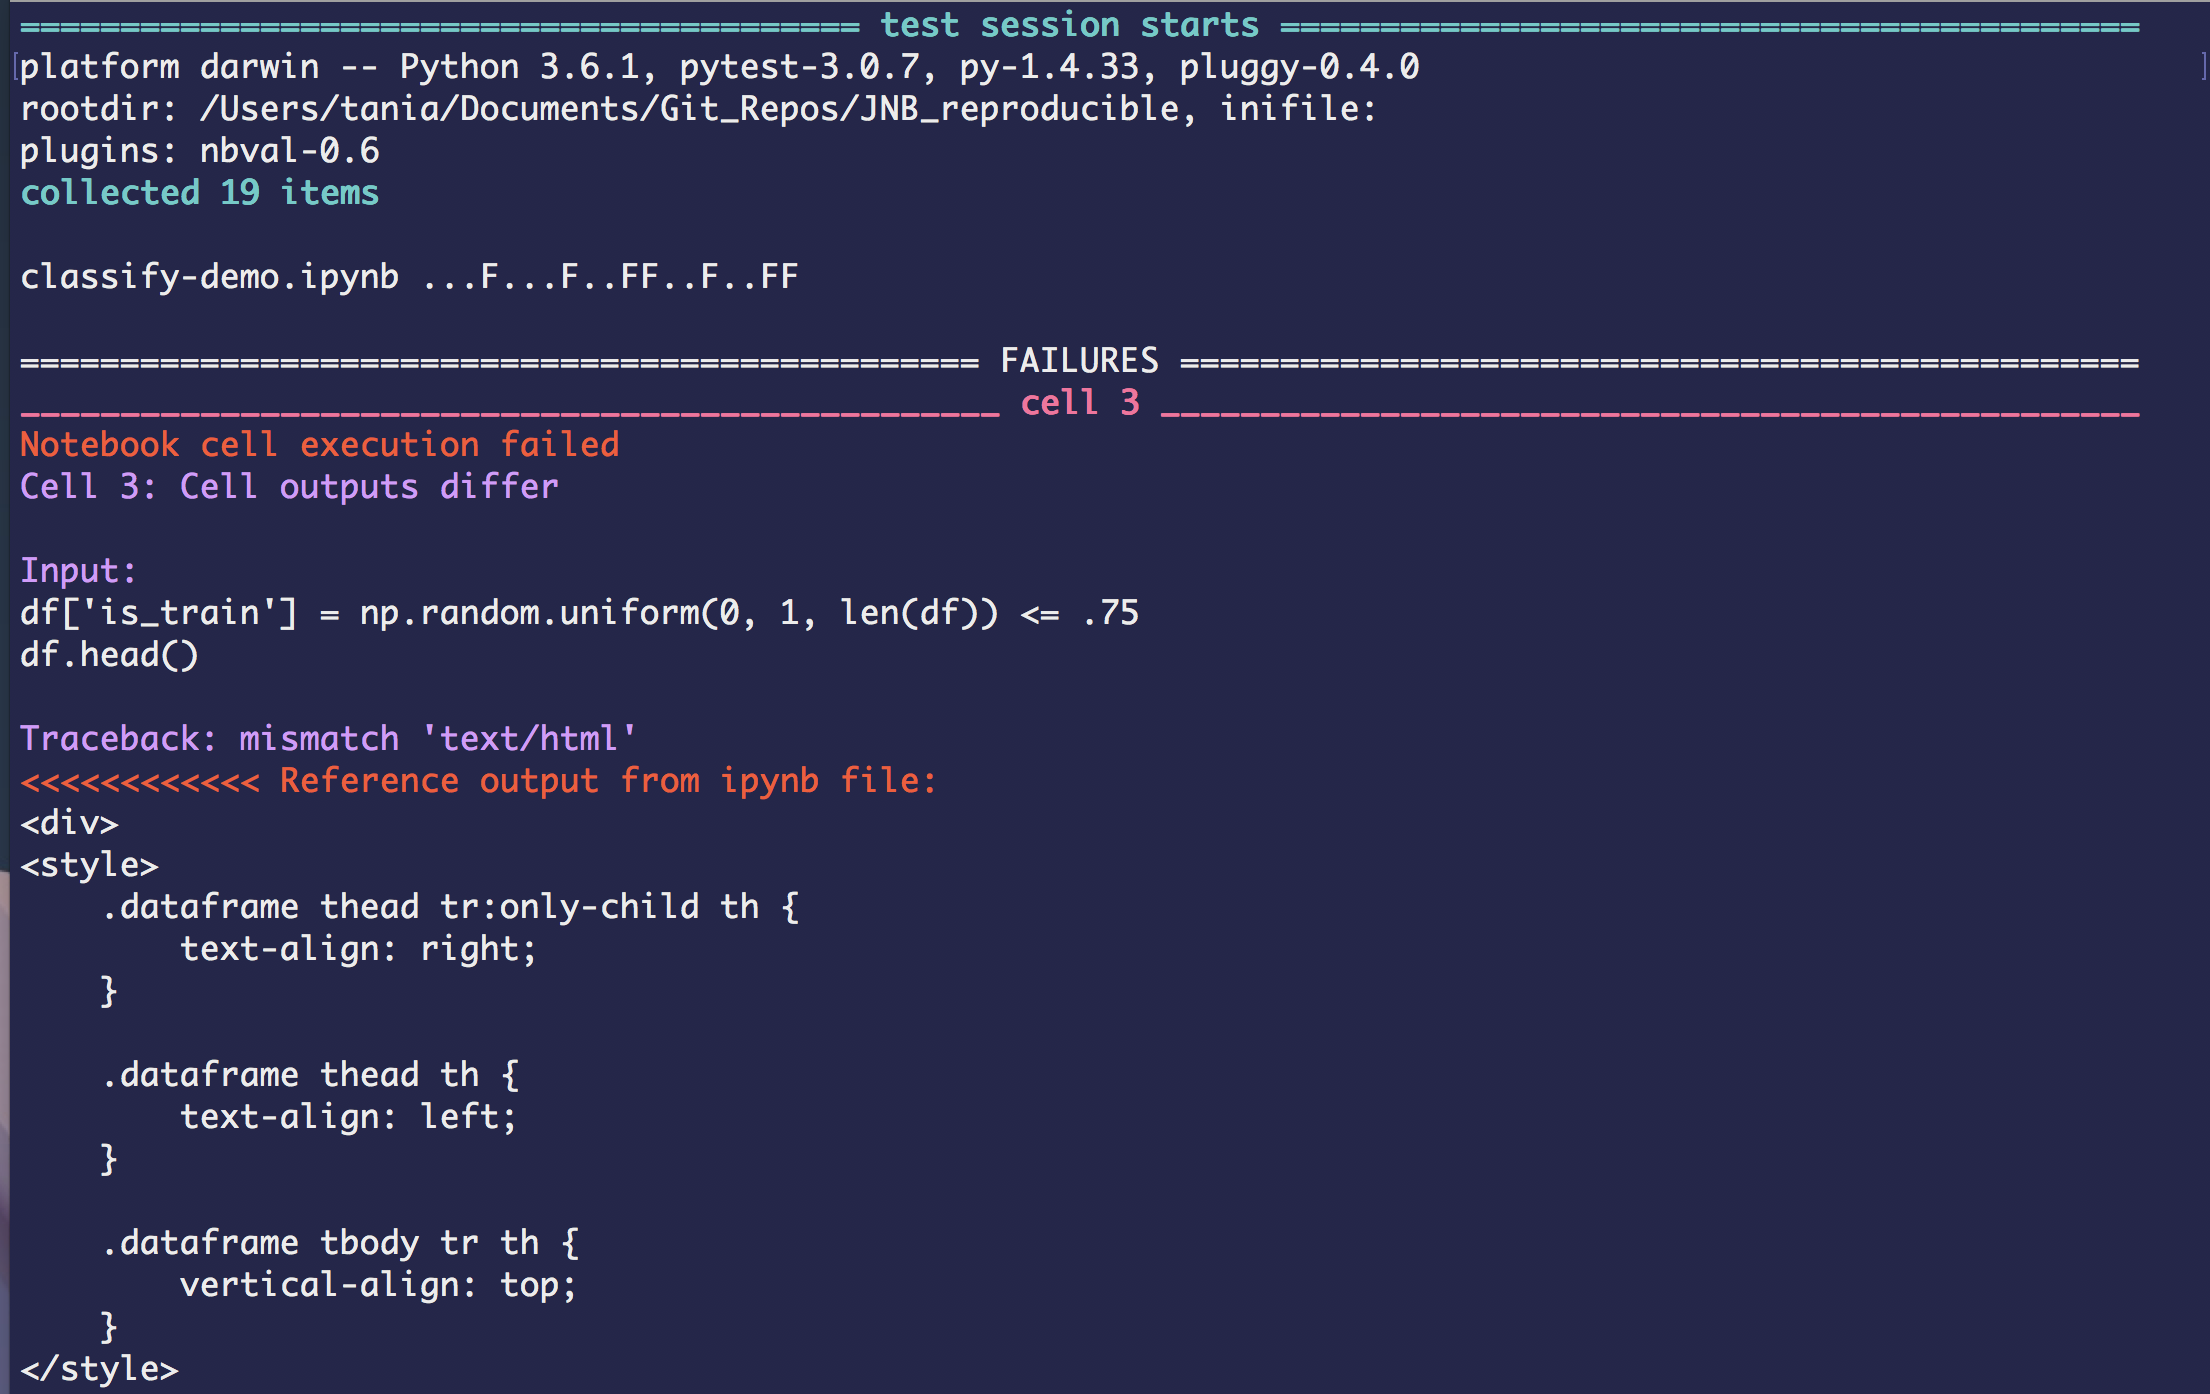 ========================================== test session starts ===========================================
platform darwin -- Python 3.6.1, pytest-3.0.7, py-1.4.33, pluggy-0.4.0
rootdir: /Users/tania/Documents/Git_Repos/JNB_reproducible, inifile:
plugins: nbval-0.6
collected 19 items

classify-demo.ipynb ...F...F..FF..F..FF

================================================ FAILURES ================================================
_________________________________________________ cell 3 _________________________________________________
Notebook cell execution failed
Cell 3: Cell outputs differ

Input:
df['is_train'] = np.random.uniform(0, 1, len(df)) <= .75
df.head()

Traceback: mismatch 'text/html'
<<<<<<<<<<<< Reference output from ipynb file:
<div>
<style>
    .dataframe thead tr:only-child th {
        text-align: right;
    }

    .dataframe thead th {
        text-align: left;
    }

    .dataframe tbody tr th {
        vertical-align: top;
    }
</style>